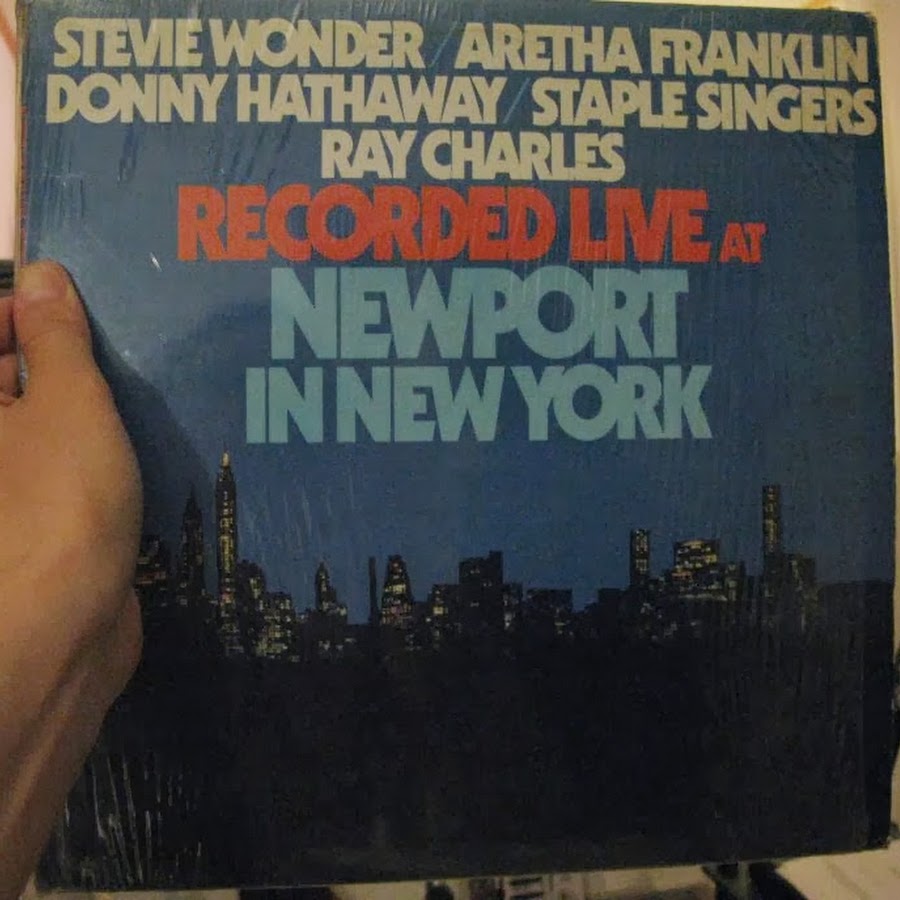 STEVIE WONDER / ARETHA FRANKLIN
DONNY HATHAWAY / STAPLE SINGERS
RAY CHARLES
RECORDED LIVE AT
NEWPORT
IN NEW YORK